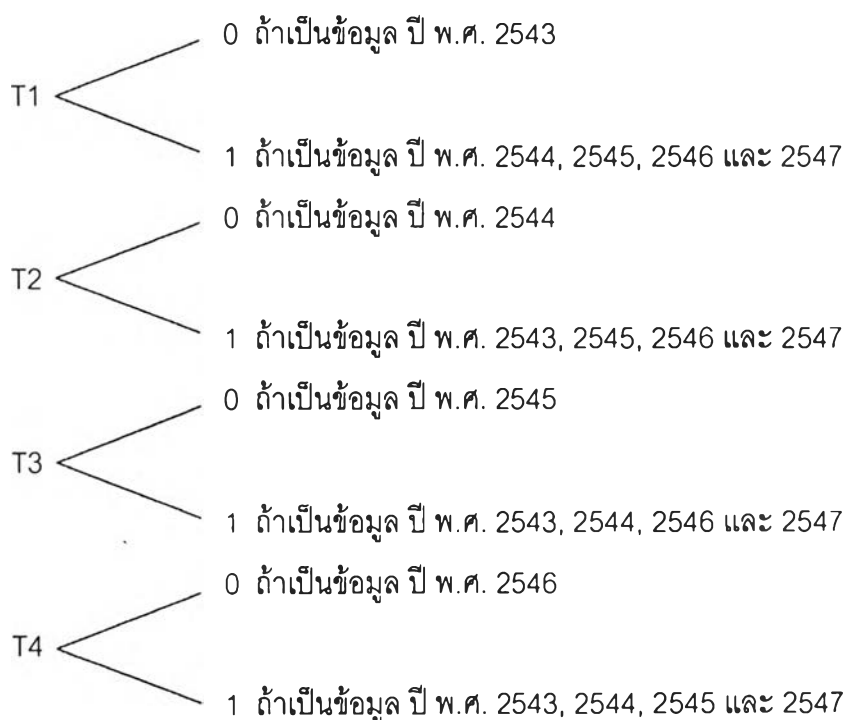 0 ถ้าเป็นข้อมูล ปี พ.ศ. 2543
T1
1 ถ้าเป็นข้อมูล ปี พ.ศ. 2544, 2545, 2546 และ 2547
0 ถ้าเป็นข้อมูล ปี พ.ศ. 2544
T2
1 ถ้าเป็นข้อมูล ปี พ.ศ. 2543, 2545, 2546 และ 2547
0 ถ้าเป็นข้อมูล ปี พ.ศ. 2545
T3
1 ถ้าเป็นข้อมูล ปี พ.ศ. 2543, 2544, 2546 และ 2547
0 ถ้าเป็นข้อมูล ปี พ.ศ. 2546
T4
1 ถ้าเป็นข้อมูล ปี พ.ศ. 2543, 2544, 2545 และ 2547